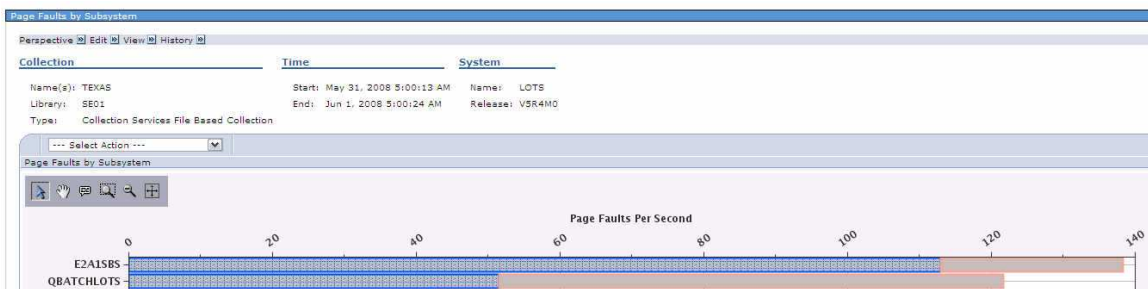 Page Faults by Subsystem
Perspective Edit View History
Collection Time System
Name(s): TEXAS Start: May 31, 2008 5:00:13 AM Name: LOTS
Library: SE01 End: Jun 1, 2008 5:00:24 AM Release: V5R4M0
Type: Collection Services File Based Collection
--- Select Action ---
Page Faults by Subsystem
Page Faults Per Second
0 20 40 60 80 100 120 140
E2A1SBS
QBATCHLOTS